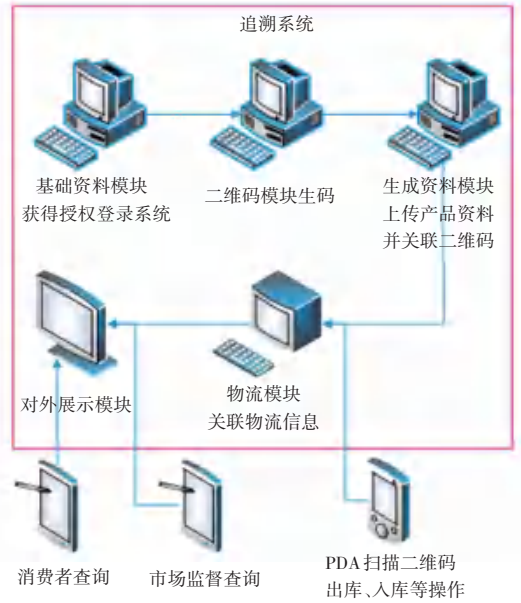 追溯系统
基础资料模块
获得授权登录系统
二维码模块生码
生成资料模块
上传产品资料
并关联二维码
对外展示模块
物流模块
关联物流信息
消费者查询
市场监督查询
PDA扫描二维码
出库、入库等操作